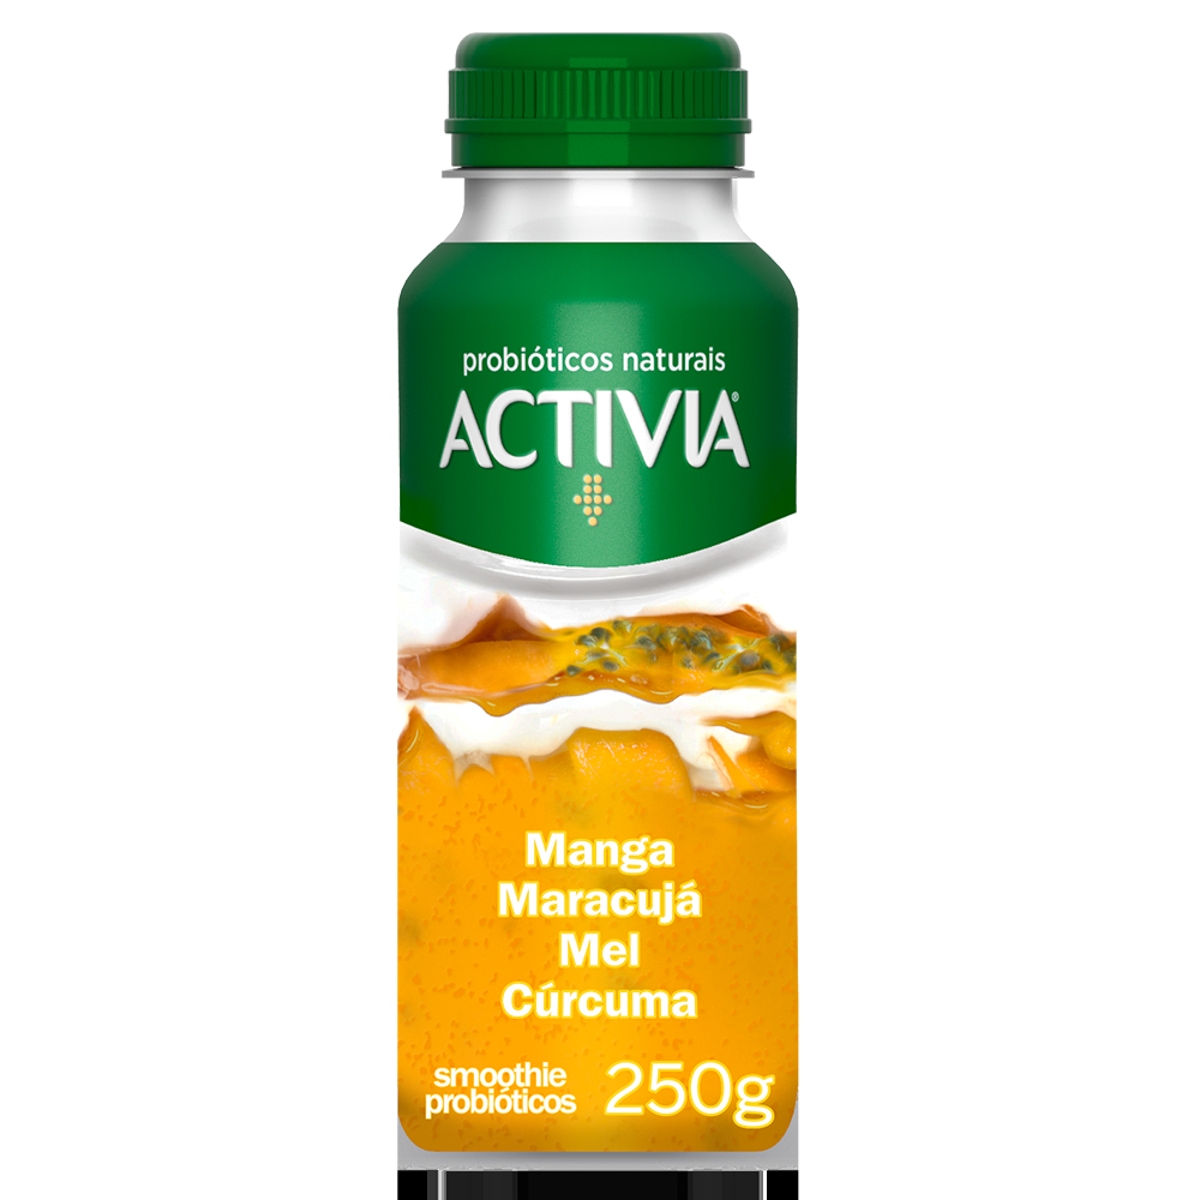 probióticos naturais
ACTIVIA®
Manga
Maracujá
Mel
Cúrcuma
smoothie
probióticos
250g